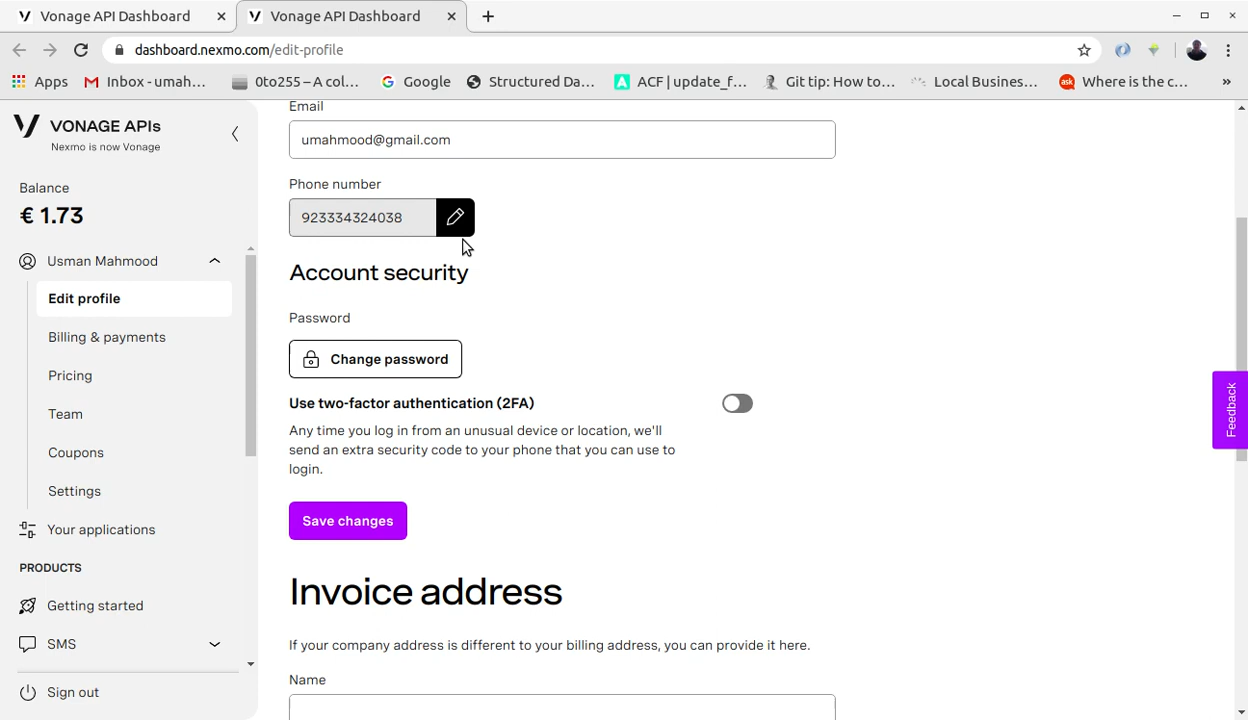 Vonage API Dashboard
Vonage API Dashboard
dashboard.nexmo.com/edit-profile
Apps
Inbox - umah...
0to255 – A col...
Google
Structured Da...
ACF | update_f...
Git tip: How to...
Local Business...
ask
Where is the c...
»
VONAGE APIs
Nexmo is now Vonage
Balance
€ 1.73
Usman Mahmood
Edit profile
Billing & payments
Pricing
Team
Coupons
Settings
Your applications
PRODUCTS
Getting started
SMS
Sign out
Email
umahmood@gmail.com
Phone number
923334324038
Account security
Password
Change password
Use two-factor authentication (2FA)
Any time you log in from an unusual device or location, we'll
send an extra security code to your phone that you can use to
login.
Save changes
Invoice address
If your company address is different to your billing address, you can provide it here.
Name
Feedback